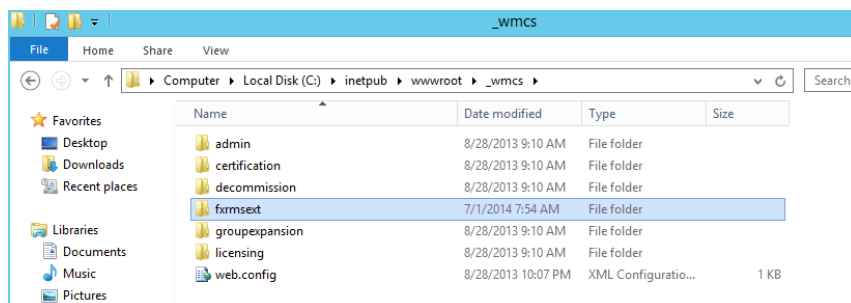 _wmcs
File Home Share View
Computer Local Disk (C:) inetpub wwwroot _wmcs Search
Name Date modified Type Size
Favorites
Desktop
Downloads
Recent places
Libraries
Documents
Music
Pictures
admin 8/28/2013 9:10 AM File folder
certification 8/28/2013 9:10 AM File folder
decommission 8/28/2013 9:10 AM File folder
fxrmsext 7/1/2014 7:54 AM File folder
groupexpansion 8/28/2013 9:10 AM File folder
licensing 8/28/2013 9:10 AM File folder
web.config 8/28/2013 10:07 PM XML Configuratio... 1 KB